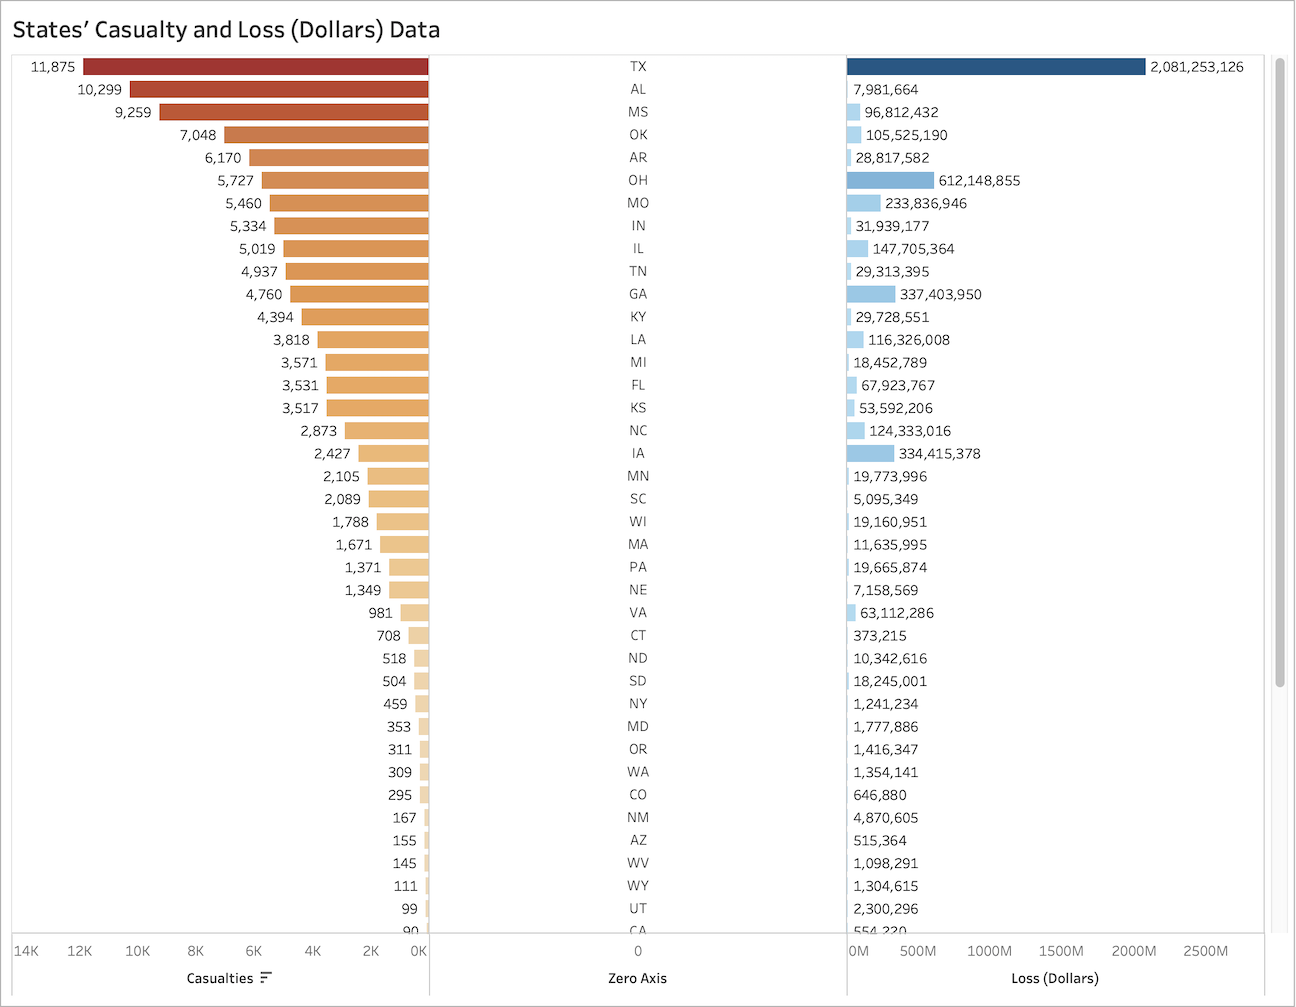 States’ Casualty and Loss (Dollars) Data
11,875 TX 2,081,253,126
10,299 AL 7,981,664
9,259 MS 96,812,432
7,048 OK 105,525,190
6,170 AR 28,817,582
5,727 OH 612,148,855
5,460 MO 233,836,946
5,334 IN 31,939,177
5,019 IL 147,705,364
4,937 TN 29,313,395
4,760 GA 337,403,950
4,394 KY 29,728,551
3,818 LA 116,326,008
3,571 MI 18,452,789
3,531 FL 67,923,767
3,517 KS 53,592,206
2,873 NC 124,333,016
2,427 IA 334,415,378
2,105 MN 19,773,996
2,089 SC 5,095,349
1,788 WI 19,160,951
1,671 MA 11,635,995
1,371 PA 19,665,874
1,349 NE 7,158,569
981 VA 63,112,286
708 CT 373,215
518 ND 10,342,616
504 SD 18,245,001
459 NY 1,241,234
353 MD 1,777,886
311 OR 1,416,347
309 WA 1,354,141
295 CO 646,880
167 NM 4,870,605
155 AZ 515,364
145 WV 1,098,291
111 WY 1,304,615
99 UT 2,300,296
90 CA 554,220
14K 12K 10K 8K 6K 4K 2K 0K 0 0M 500M 1000M 1500M 2000M 2500M
Casualties Zero Axis Loss (Dollars)